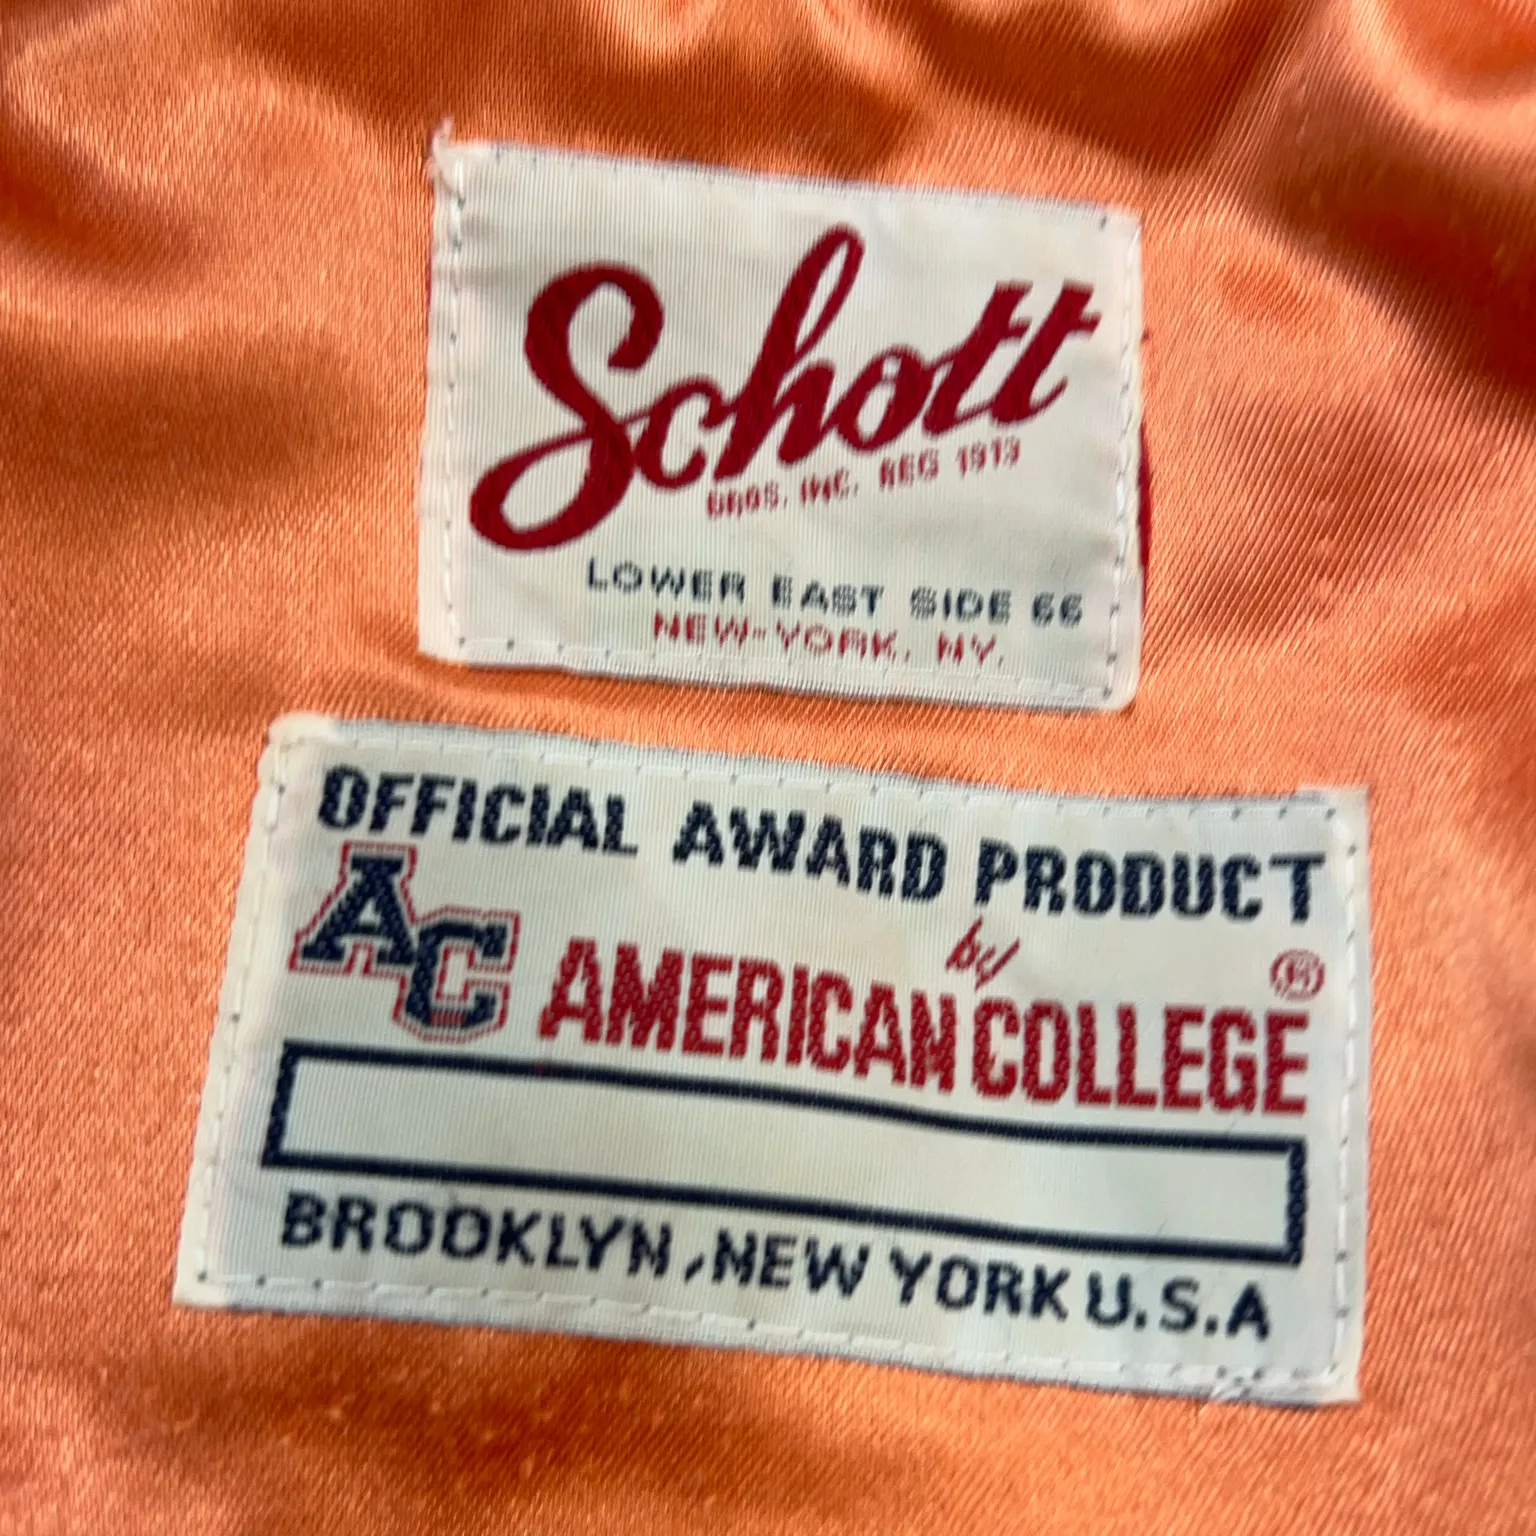 Schott
BROS. INC. REG 1913
LOWER EAST SIDE 66
NEW-YORK, NY.
OFFICIAL AWARD PRODUCT
by
AC AMERICAN COLLEGE ®
BROOKLYN, NEW YORK U.S.A